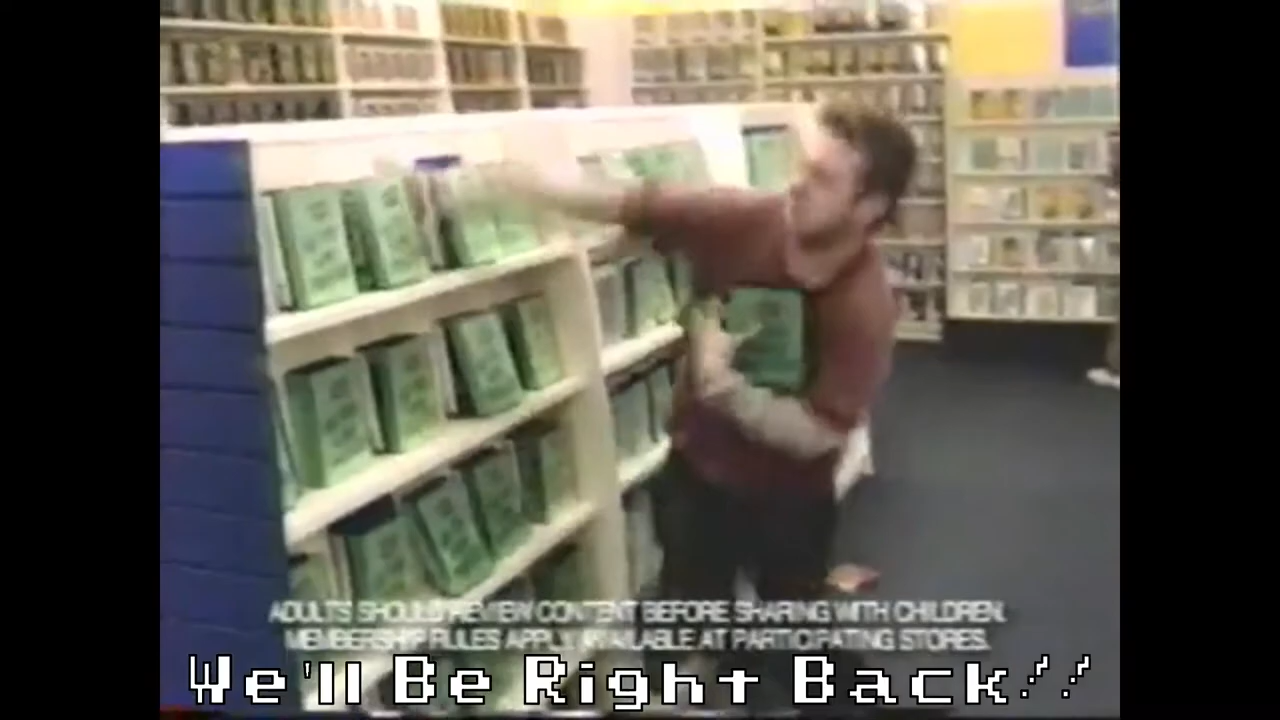 ADULTS SHOULD REVIEW CONTENT BEFORE SHARING WITH CHILDREN.
MEMBERSHIP RULES APPLY. AVAILABLE AT PARTICIPATING STORES.
We'll Be Right Back!!